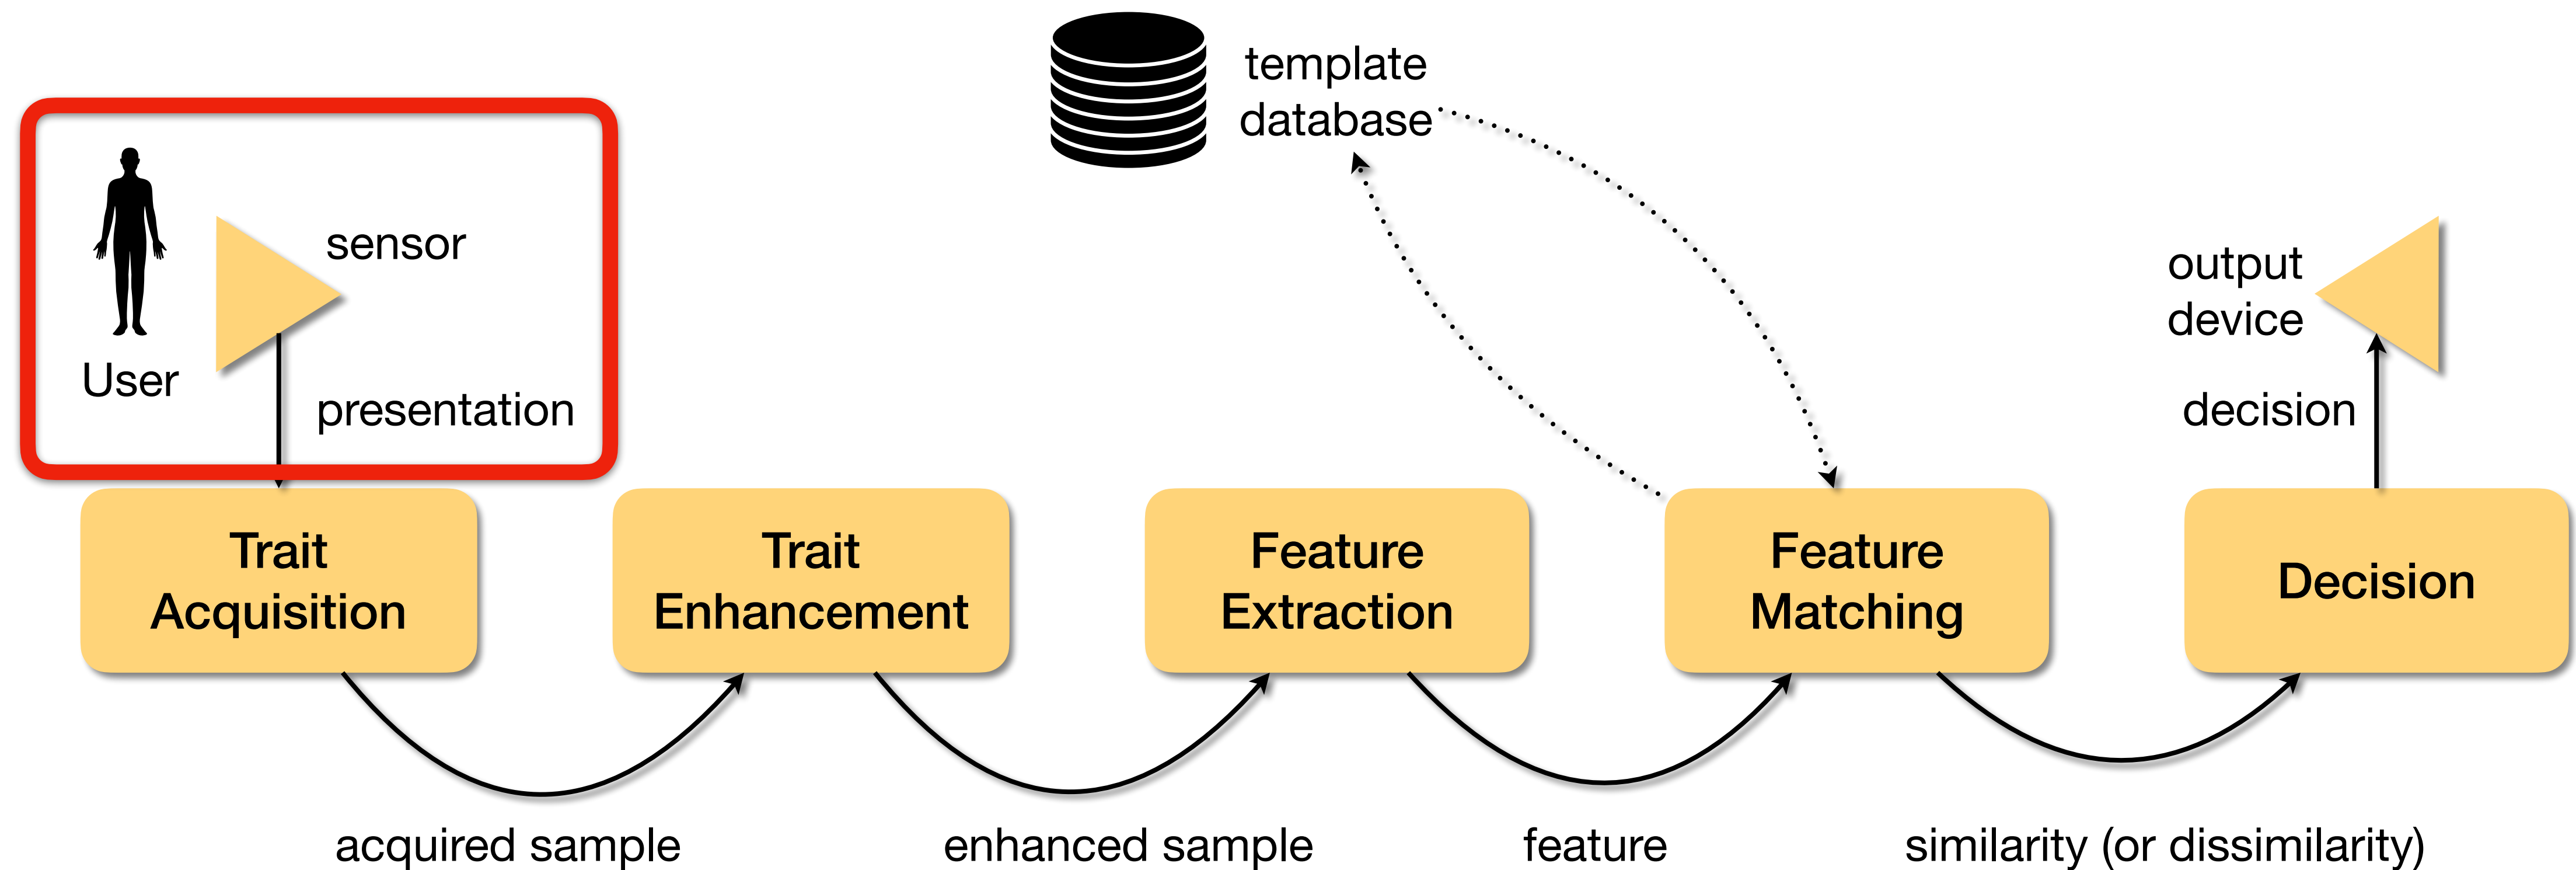 template
database
sensor
User
presentation
output
device
decision
Trait
Acquisition
Trait
Enhancement
Feature
Extraction
Feature
Matching
Decision
acquired sample
enhanced sample
feature
similarity (or dissimilarity)